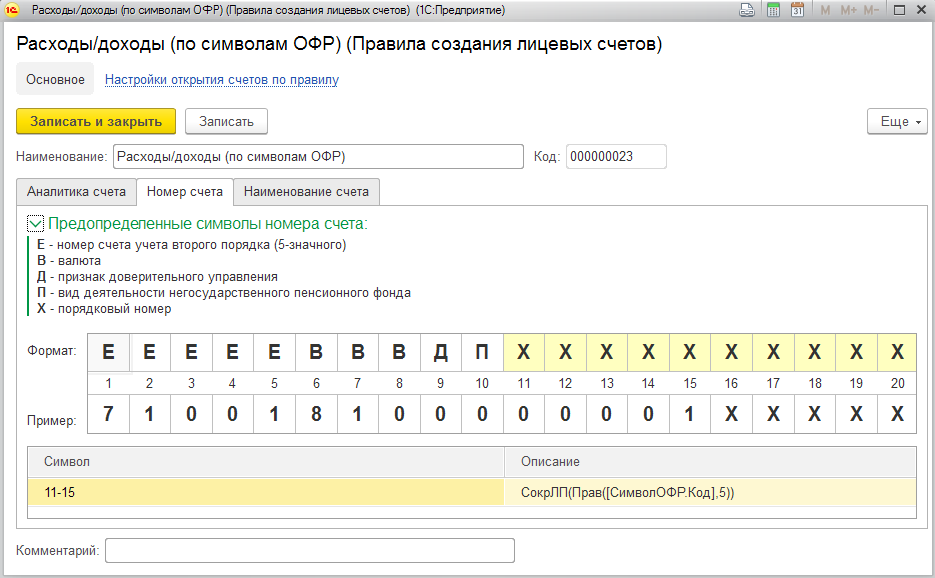 1С Расходы/доходы (по символам ОФР) (Правила создания лицевых счетов) (1С:Предприятие) 31 M M+ M-
Расходы/доходы (по символам ОФР) (Правила создания лицевых счетов)
Основное Настройки открытия счетов по правилу
Записать и закрыть Записать Еще
Наименование: Расходы/доходы (по символам ОФР) Код: 000000023
Аналитика счета Номер счета Наименование счета
Предопределенные символы номера счета:
Е - номер счета учета второго порядка (5-значного)
В - валюта
Д - признак доверительного управления
П - вид деятельности негосударственного пенсионного фонда
Х - порядковый номер
Формат: Е Е Е Е Е В В В Д П Х Х Х Х Х Х Х Х Х Х
1 2 3 4 5 6 7 8 9 10 11 12 13 14 15 16 17 18 19 20
Пример: 7 1 0 0 1 8 1 0 0 0 0 0 0 0 1 Х Х Х Х Х
Символ Описание
11-15 СокрЛП(Прав([СимволОФР.Код],5))
Комментарий: